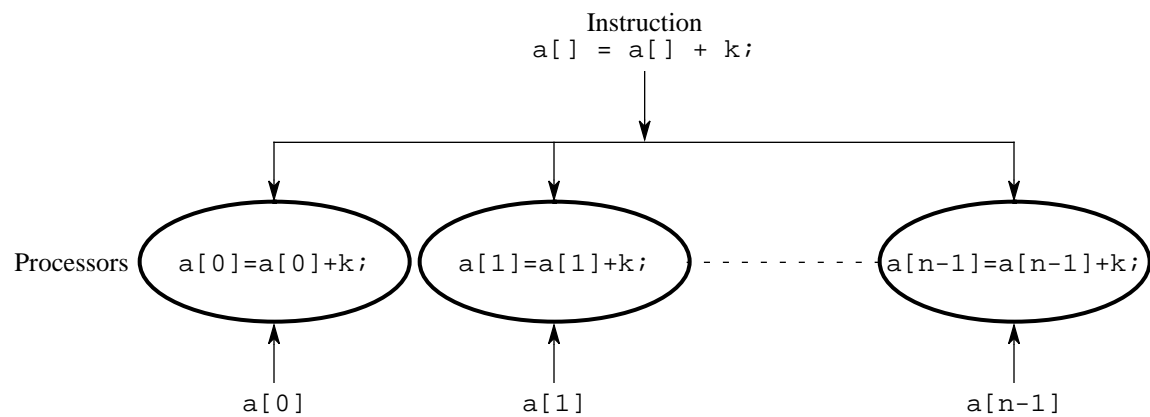 Instruction
a[] = a[] + k;
Processors
a[0]=a[0]+k;
a[1]=a[1]+k;
a[n-1]=a[n-1]+k;
a[0]
a[1]
a[n-1]